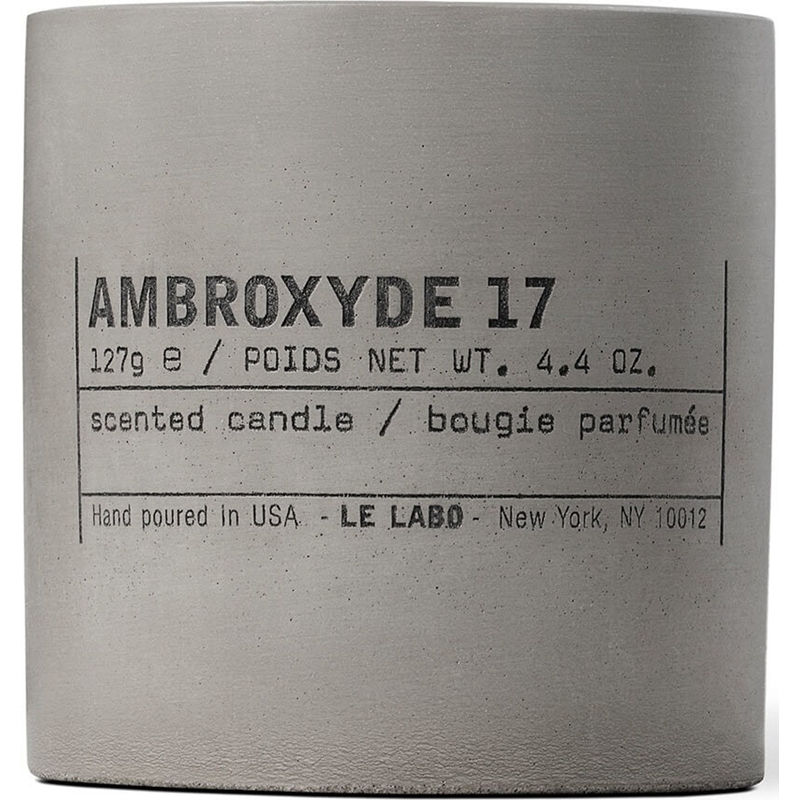 AMBROXYDE 17
127g ℮ / POIDS NET WT. 4.4 OZ.
scented candle / bougie parfumée
Hand poured in USA - LE LABO - New York, NY 10012